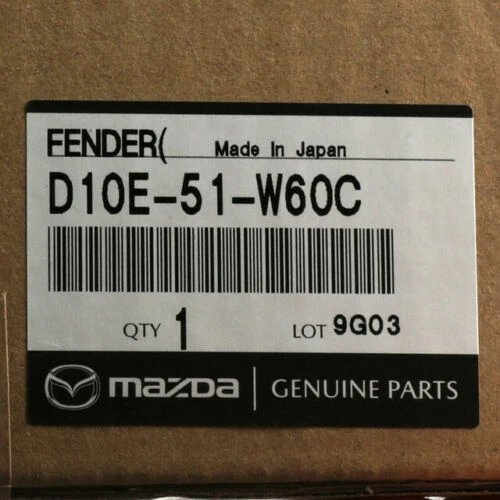 FENDER( Made In Japan
D10E-51-W60C
QTY 1 LOT 9G03
mazda GENUINE PARTS